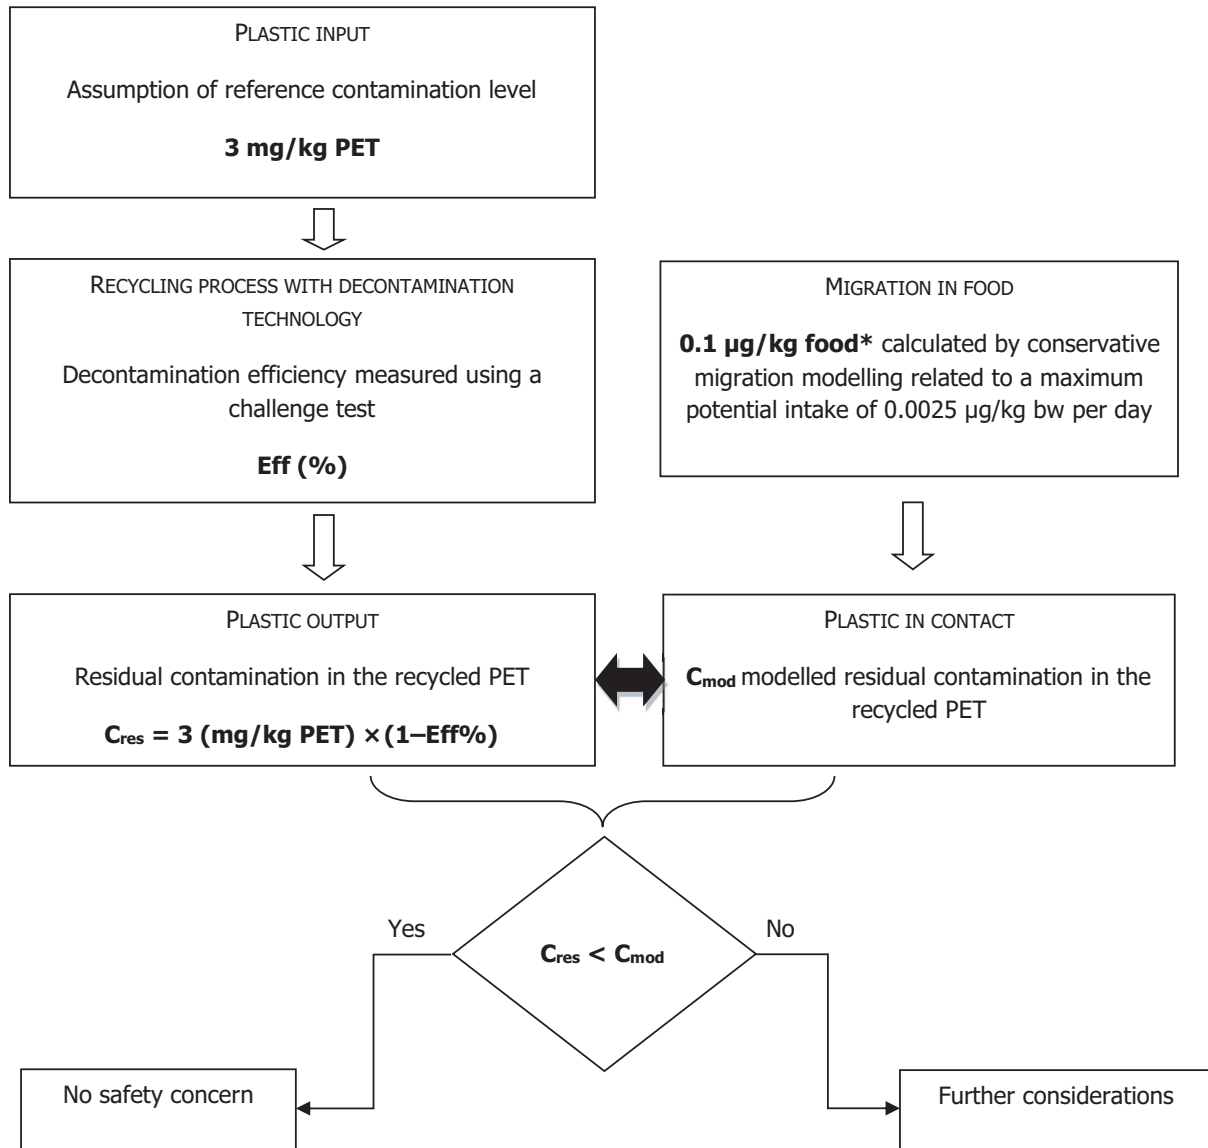 PLASTIC INPUT
Assumption of reference contamination level
3 mg/kg PET
RECYCLING PROCESS WITH DECONTAMINATION
TECHNOLOGY
Decontamination efficiency measured using a
challenge test
Eff (%)
MIGRATION IN FOOD
0.1 µg/kg food* calculated by conservative
migration modelling related to a maximum
potential intake of 0.0025 µg/kg bw per day
PLASTIC OUTPUT
Residual contamination in the recycled PET
Cres = 3 (mg/kg PET) × (1–Eff%)
PLASTIC IN CONTACT
Cmod modelled residual contamination in the
recycled PET
Yes
No
Cres < Cmod
No safety concern
Further considerations